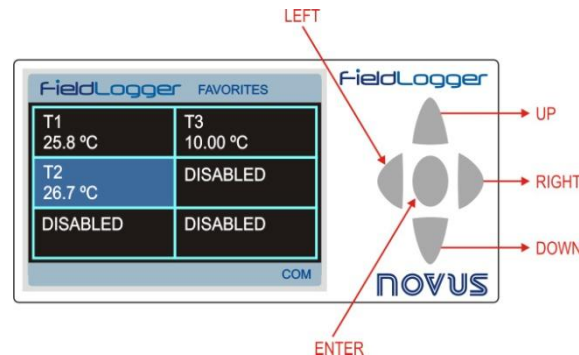 LEFT
FieldLogger FAVORITES
FieldLogger
T1
25.8 ºC
T3
10.00 ºC
T2
26.7 ºC
DISABLED
DISABLED
DISABLED
COM
UP
RIGHT
DOWN
NOVUS
ENTER